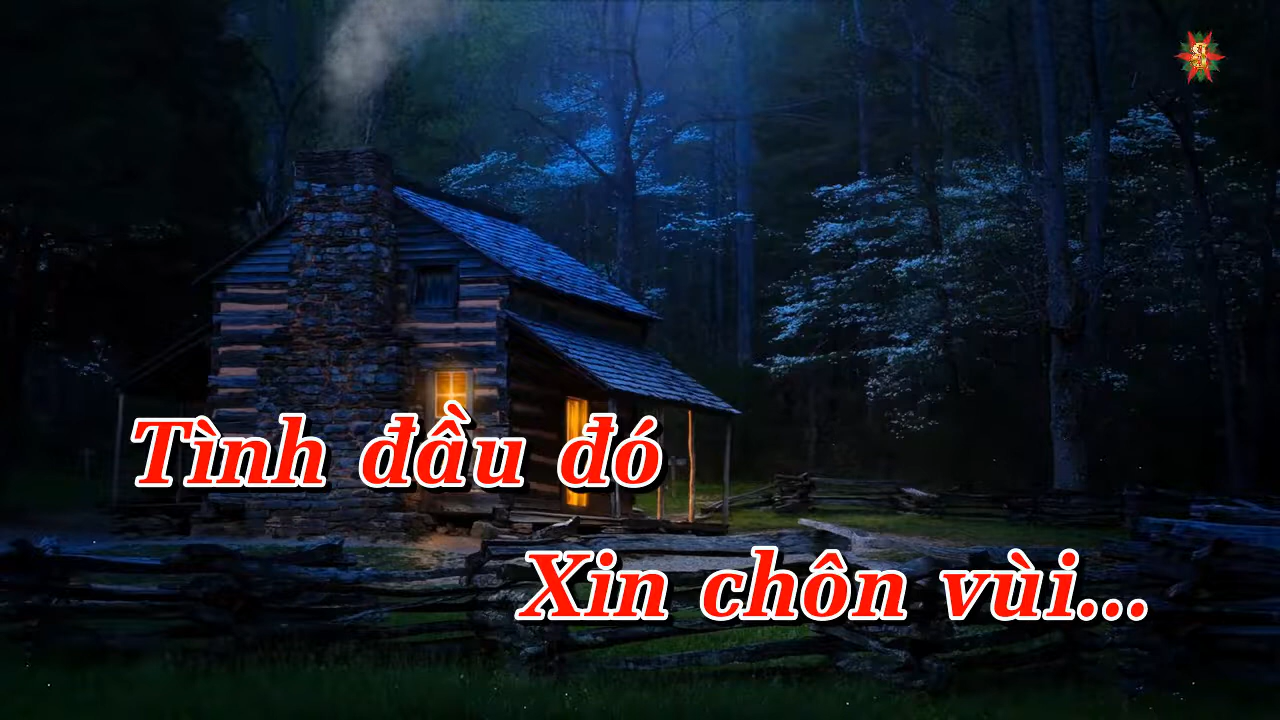 Tình đầu đó
Xin chôn vùi...